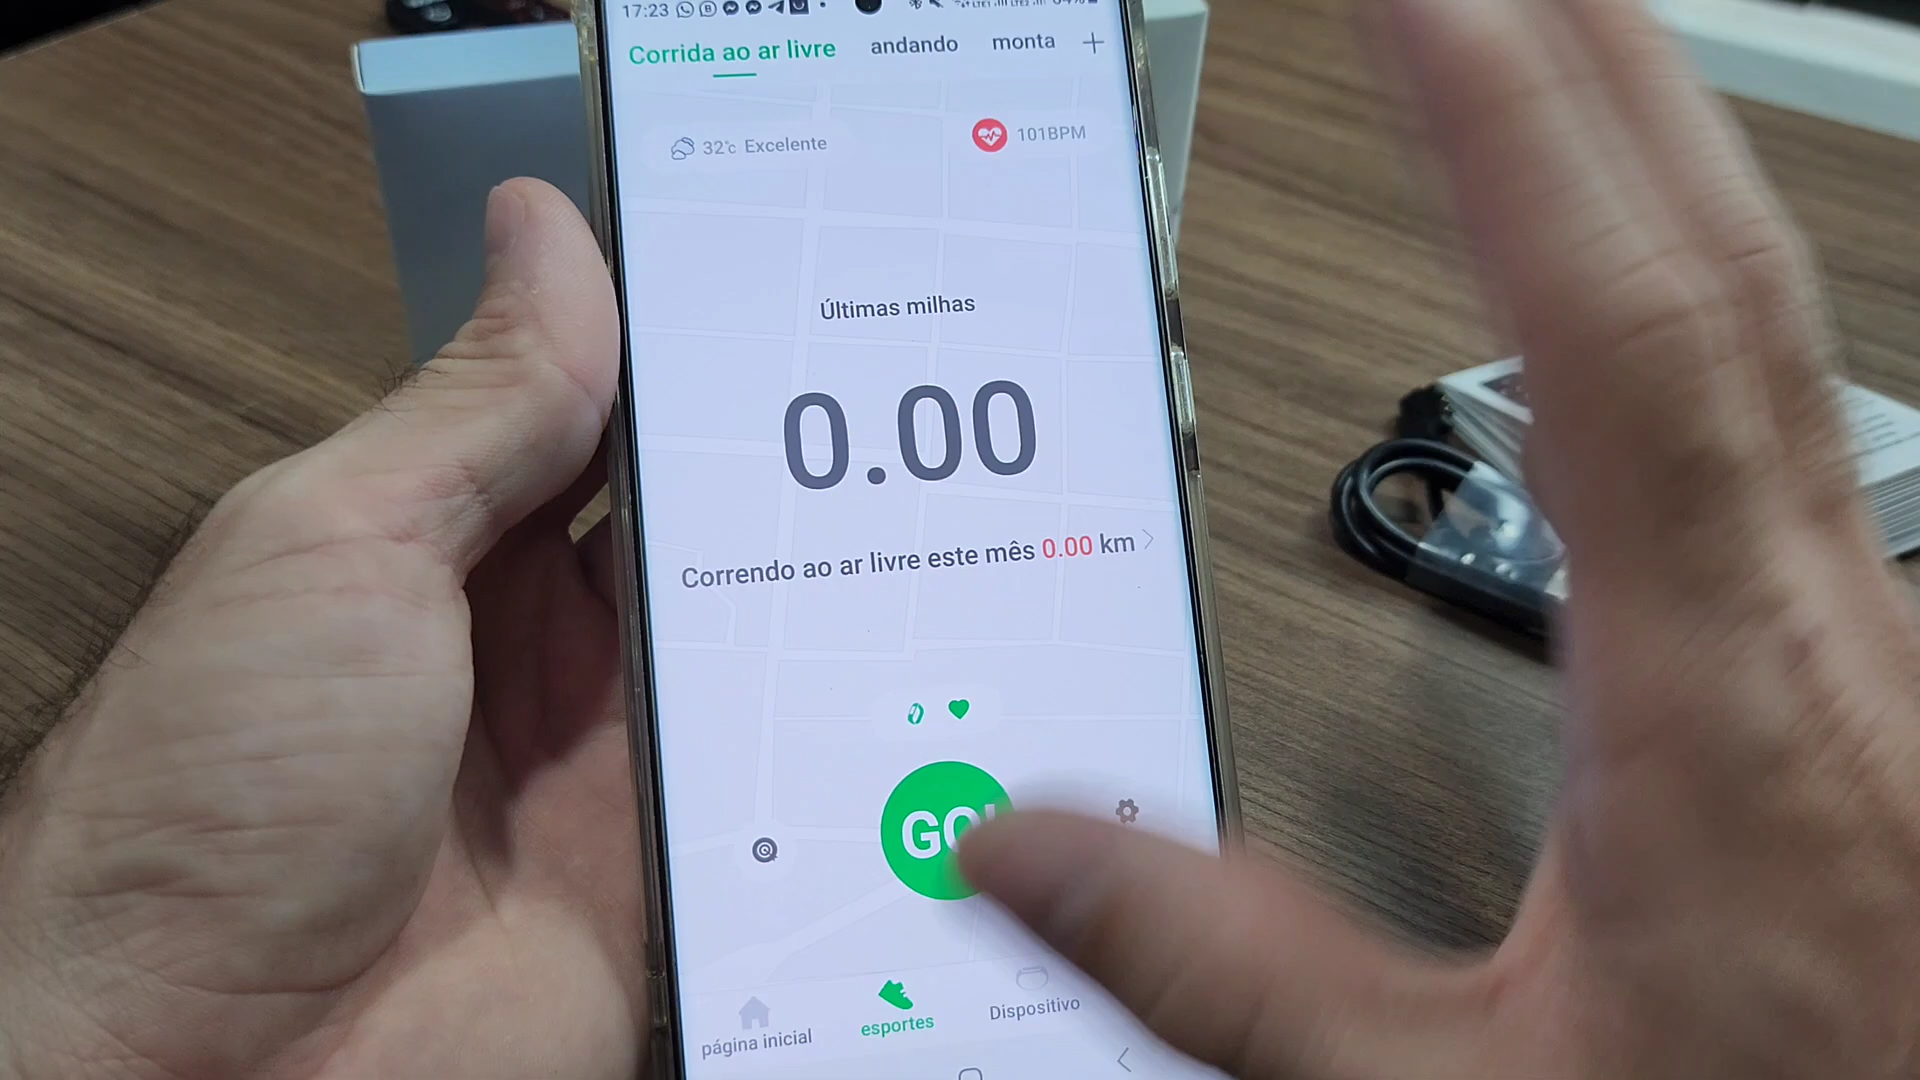 17:23
Corrida ao ar livre andando monta +
32°c Excelente 101BPM
Últimas milhas
0.00
Correndo ao ar livre este mês 0.00 km
GO!
página inicial esportes Dispositivo